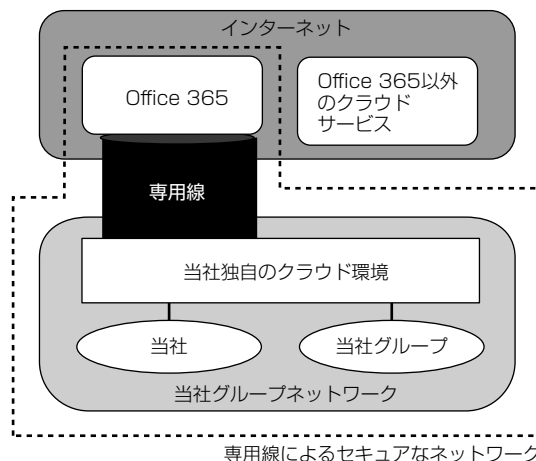 インターネット
Office 365
Office 365以外
のクラウド
サービス
専用線
当社独自のクラウド環境
当社
当社グループ
当社グループネットワーク
専用線によるセキュアなネットワーク